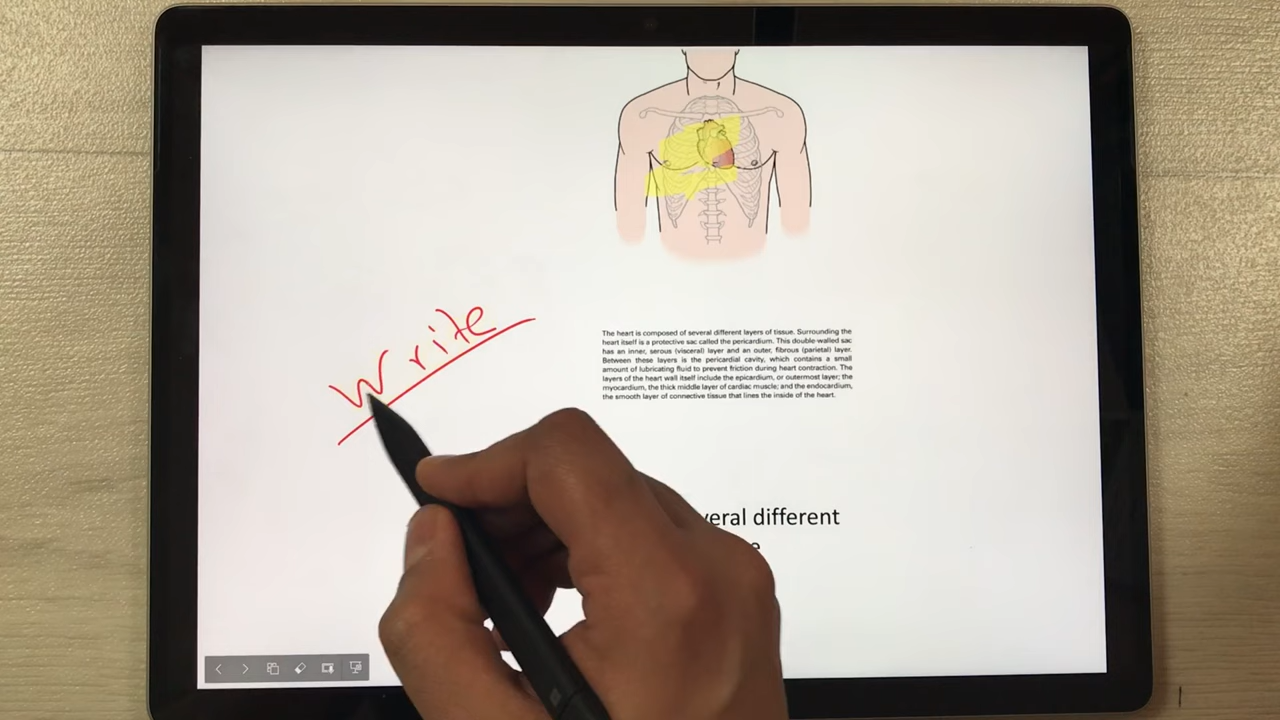 Write
The heart is composed of several different layers of tissue. Surrounding the
heart itself is a protective sac called the pericardium. This double-walled sac
has an inner, serous (visceral) layer and an outer, fibrous (parietal) layer.
Between these layers is the pericardial cavity, which contains a small
amount of lubricating fluid to prevent friction during heart contraction. The
layers of the heart wall itself include the epicardium, or outermost layer; the
myocardium, the thick middle layer of cardiac muscle; and the endocardium,
the smooth layer of connective tissue that lines the inside of the heart.
different